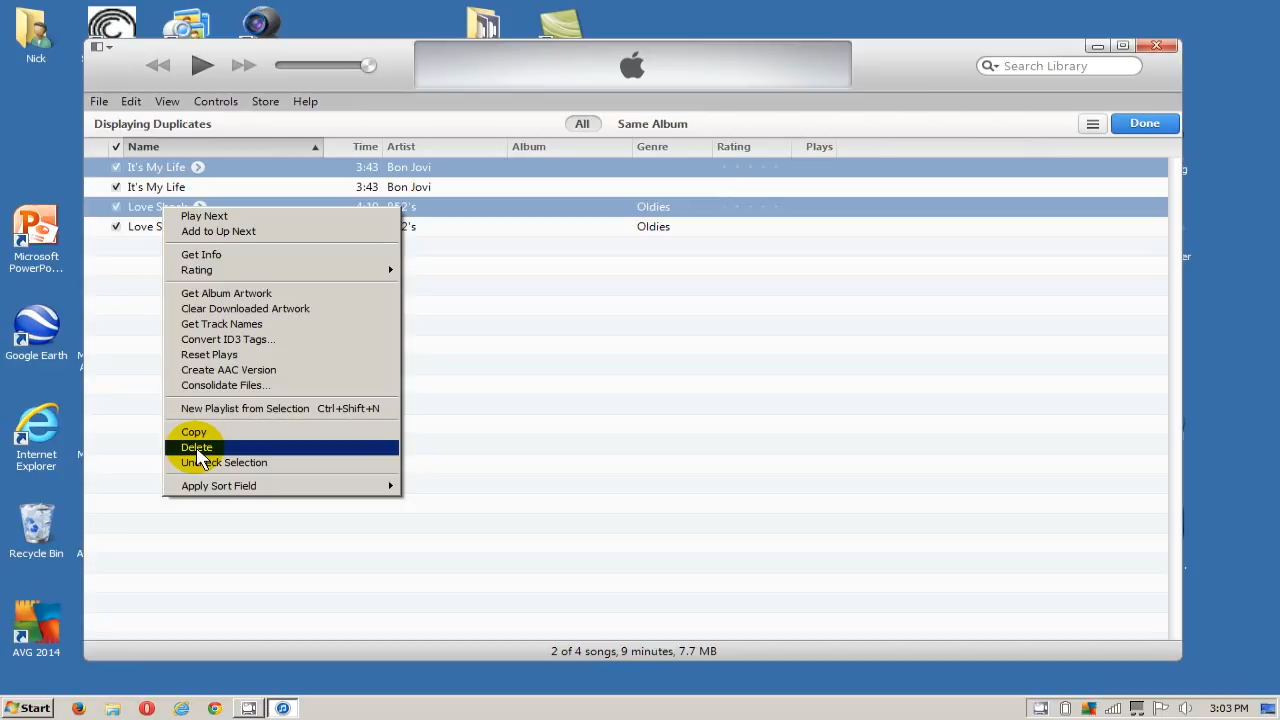 Nick
Search Library
File Edit View Controls Store Help
Displaying Duplicates All Same Album Done
Name Time Artist Album Genre Rating Plays
It's My Life 3:43 Bon Jovi
It's My Life 3:43 Bon Jovi
Oldies
Love S Oldies
Play Next
Add to Up Next
Get Info
Rating
Get Album Artwork
Clear Downloaded Artwork
Get Track Names
Convert ID3 Tags...
Reset Plays
Create AAC Version
Consolidate Files...
New Playlist from Selection Ctrl+Shift+N
Copy
Delete
Uncheck Selection
Apply Sort Field
Microsoft
PowerPo...
Google Earth
Internet
Explorer
Recycle Bin
AVG 2014
2 of 4 songs, 9 minutes, 7.7 MB
Start 3:03 PM